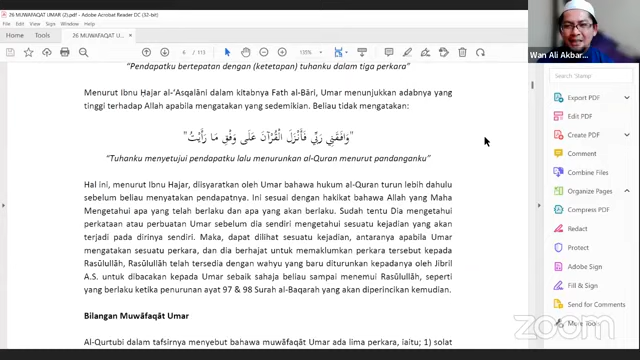 26 MUWAFAQAT UMAR (2).pdf - Adobe Acrobat Reader DC (32-bit)
File Edit View Sign Window Help
Home Tools 26 MUWAFAQAT UM...
6 / 113 135%
Wan Ali Akbar...
"Pendapatku bertepatan dengan (ketetapan) tuhanku dalam tiga perkara"
Menurut Ibnu Hajar al-'Asqalâni dalam kitabnya Fath al-Bâri, Umar menunjukkan adabnya yang
tinggi terhadap Allah apabila mengatakan yang sedemikian. Beliau tidak mengatakan:
"وَافَقَنِي رَبِّي فَأَنْزَلَ الْقُرْآنَ عَلَى وَفْقِ مَا رَأَيْتُ"
"Tuhanku menyetujui pendapatku lalu menurunkan al-Quran menurut pandanganku"
Hal ini, menurut Ibnu Hajar, diisyaratkan oleh Umar bahawa hukum al-Quran turun lebih dahulu
sebelum beliau menyatakan pendapatnya. Ini sesuai dengan hakikat bahawa Allah yang Maha
Mengetahui apa yang telah berlaku dan apa yang akan berlaku. Sudah tentu Dia mengetahui
perkataan atau perbuatan Umar sebelum dia sendiri mengetahui sesuatu kejadian yang akan
terjadi pada dirinya sendiri. Maka, dapat dilihat sesuatu kejadian, antaranya apabila Umar
mengatakan sesuatu perkara, dan dia berhajat untuk memaklumkan perkara tersebut kepada
Rasûlullâh, Rasûlullâh telah tersedia dengan wahyu yang baru diturunkan kepadanya oleh Jibril
A.S. untuk dibacakan kepada Umar sebaik sahaja beliau sampai menemui Rasûlullâh, seperti
yang berlaku ketika penurunan ayat 97 & 98 Surah al-Baqarah yang akan diperincikan kemudian.
Bilangan Muwâfaqât Umar
Al-Qurtubi dalam tafsirnya menyebut bahawa muwâfaqât Umar ada lima perkara, iaitu; 1) solat
Search 'Stamp'
Export PDF
Edit PDF
Create PDF
Comment
Combine Files
Organize Pages
Redact
Protect
Adobe Sign
Fill & Sign
Send for Comments
More Tools
zoom